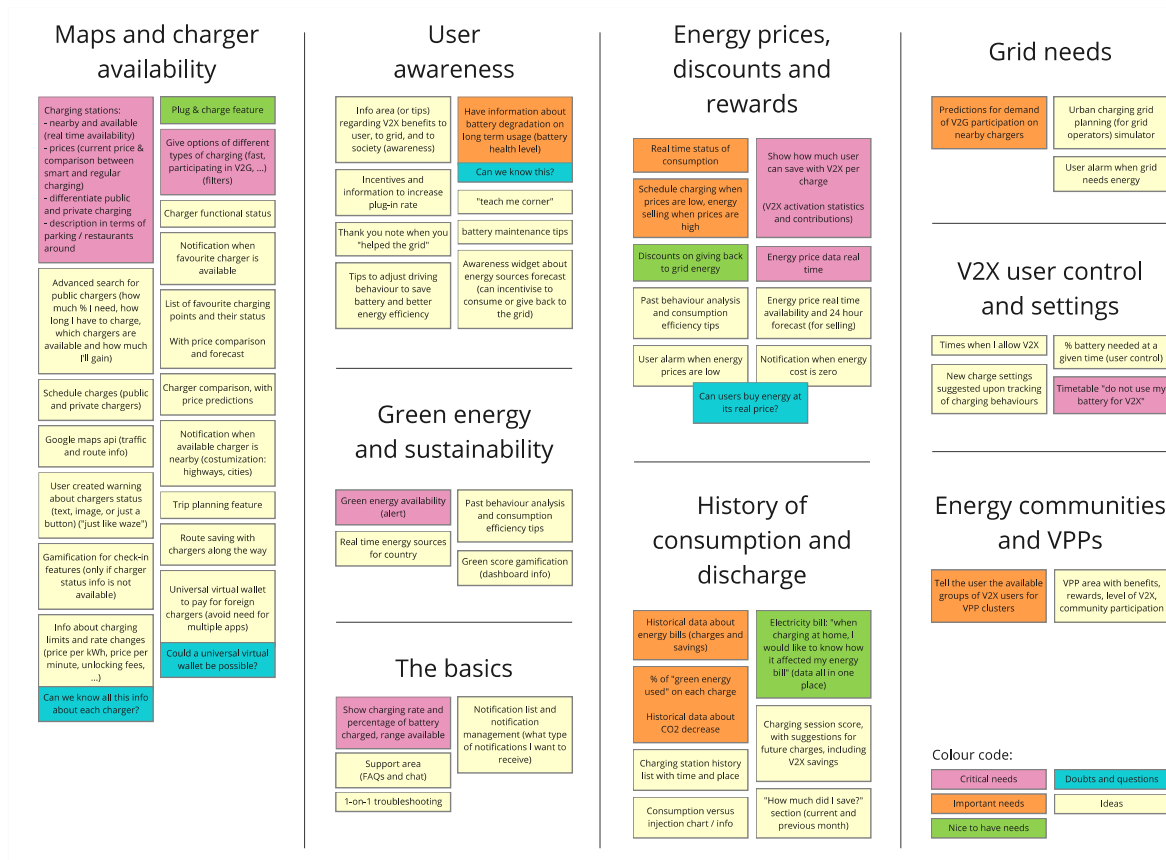 Maps and charger
availability
Charging stations:
- nearby and available
(real time availability)
- prices (current price &
comparison between
smart and regular
charging)
- differentiate public
and private charging
- description in terms of
parking / restaurants
around
Advanced search for
public chargers (how
much % I need, how
long I have to charge,
which chargers are
available and how much
I'll gain)
Schedule charges (public
and private chargers)
Google maps api (traffic
and route info)
User created warning
about chargers status
(text, image, or just a
button) ("just like waze")
Gamification for check-in
features (only if charger
status info is not
available)
Info about charging
limits and rate changes
(price per kWh, price per
minute, unlocking fees,
...)
Can we know all this info
about each charger?
Plug & charge feature
Give options of different
types of charging (fast,
participating in V2G, ...)
(filters)
Charger functional status
Notification when
favourite charger is
available
List of favourite charging
points and their status
With price comparison
and forecast
Charger comparison, with
price predictions
Notification when
available charger is
nearby (costumization:
highways, cities)
Trip planning feature
Route saving with
chargers along the way
Universal virtual wallet
to pay for foreign
chargers (avoid need for
multiple apps)
Could a universal virtual
wallet be possible?
User
awareness
Info area (or tips)
regarding V2X benefits to
user, to grid, and to
society (awareness)
Incentives and
information to increase
plug-in rate
Thank you note when you
"helped the grid"
Tips to adjust driving
behaviour to save
battery and better
energy efficiency
Have information about
battery degradation on
long term usage (battery
health level)
Can we know this?
"teach me corner"
battery maintenance tips
Awareness widget about
energy sources forecast
(can incentivise to
consume or give back to
the grid)
Green energy
and sustainability
Green energy availability
(alert)
Real time energy sources
for country
Past behaviour analysis
and consumption
efficiency tips
Green score gamification
(dashboard info)
The basics
Show charging rate and
percentage of battery
charged, range available
Support area
(FAQs and chat)
1-on-1 troubleshooting
Notification list and
notification
management (what type
of notifications I want to
receive)
Energy prices,
discounts and
rewards
Real time status of
consumption
Schedule charging when
prices are low, energy
selling when prices are
high
Discounts on giving back
to grid energy
Past behaviour analysis
and consumption
efficiency tips
User alarm when energy
prices are low
Show how much user
can save with V2X per
charge
(V2X activation statistics
and contributions)
Energy price data real
time
Energy price real time
availability and 24 hour
forecast (for selling)
Notification when energy
cost is zero
Can users buy energy at
its real price?
History of
consumption and
discharge
Historical data about
energy bills (charges and
savings)
% of "green energy
used" on each charge
Historical data about
CO2 decrease
Charging station history
list with time and place
Consumption versus
injection chart / info
Electricity bill: "when
charging at home, I
would like to know how
it affected my energy
bill" (data all in one
place)
Charging session score,
with suggestions for
future charges, including
V2X savings
"How much did I save?"
section (current and
previous month)
Grid needs
Predictions for demand
of V2G participation on
nearby chargers
Urban charging grid
planning (for grid
operators) simulator
User alarm when grid
needs energy
V2X user control
and settings
Times when I allow V2X
New charge settings
suggested upon tracking
of charging behaviours
% battery needed at a
given time (user control)
Timetable "do not use my
battery for V2X"
Energy communities
and VPPs
Tell the user the available
groups of V2X users for
VPP clusters
VPP area with benefits,
rewards, level of V2X,
community participation
Colour code:
Critical needs
Doubts and questions
Important needs
Ideas
Nice to have needs